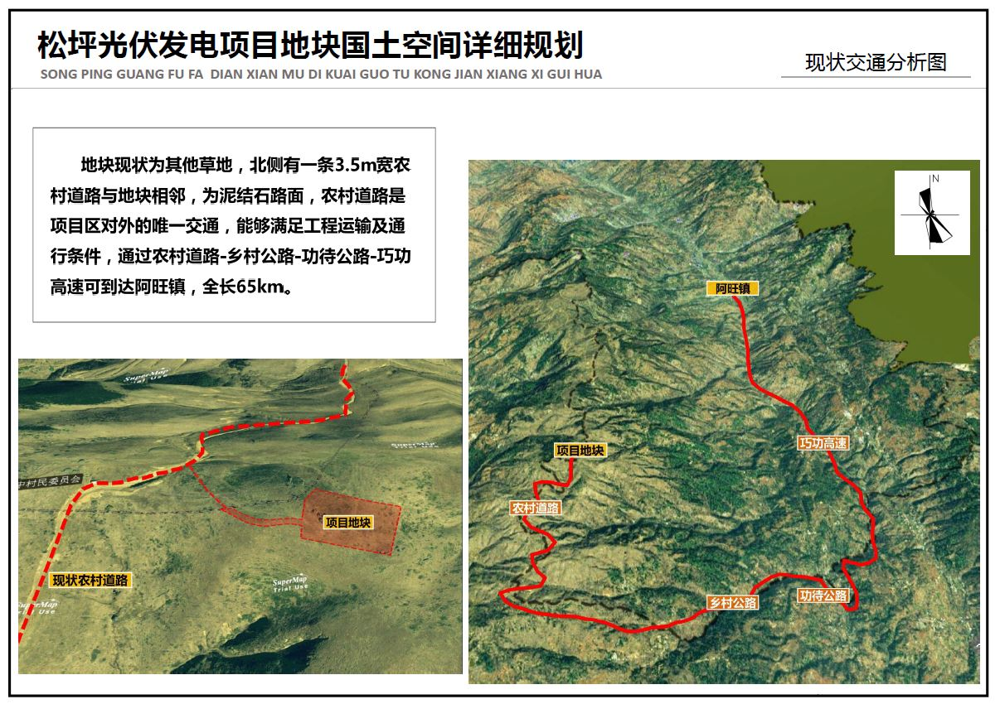 松坪光伏发电项目地块国土空间详细规划
SONG PING GUANG FU FA DIAN XIAN MU DI KUAI GUO TU KONG JIAN XIANG XI GUI HUA
现状交通分析图
地块现状为其他草地，北侧有一条3.5m宽农
村道路与地块相邻，为泥结石路面，农村道路是
项目区对外的唯一交通，能够满足工程运输及通
行条件，通过农村道路-乡村公路-功待公路-巧功
高速可到达阿旺镇，全长65km。
N
阿旺镇
巧功高速
项目地块
农村道路
乡村公路
功待公路
SuperMap
Trial Use
SuperMap
Trial Use
中村民委员会
项目地块
现状农村道路
SuperMap
Trial Use
SuperMap
Trial Use